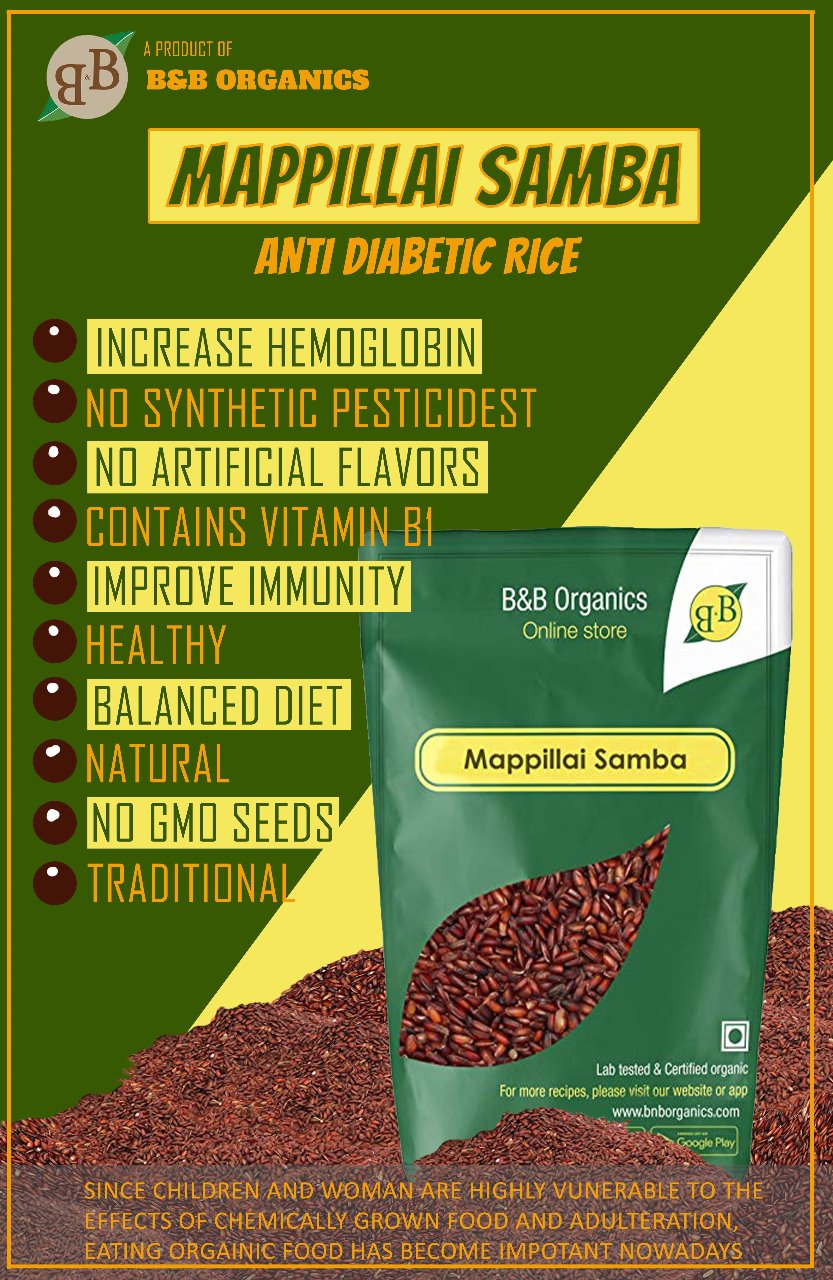 B&B
A PRODUCT OF
B&B ORGANICS
MAPPILLAI SAMBA
ANTI DIABETIC RICE
INCREASE HEMOGLOBIN
NO SYNTHETIC PESTICIDEST
NO ARTIFICIAL FLAVORS
CONTAINS VITAMIN B1
IMPROVE IMMUNITY
HEALTHY
BALANCED DIET
NATURAL
NO GMO SEEDS
TRADITIONAL
B&B Organics
Online store
B&B
Mappillai Samba
Lab tested & Certified organic
For more recipes, please visit our website or app
www.bnborganics.com
Google Play
SINCE CHILDREN AND WOMAN ARE HIGHLY VUNERABLE TO THE
EFFECTS OF CHEMICALLY GROWN FOOD AND ADULTERATION,
EATING ORGAINIC FOOD HAS BECOME IMPOTANT NOWADAYS